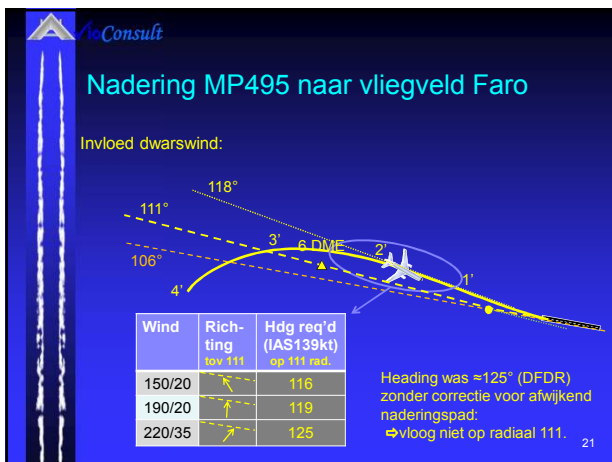 AvioConsult
Nadering MP495 naar vliegveld Faro
Invloed dwarswind:
118°
111°
3’ 6 DME 2’
106°
1’
4’
Wind Rich- Hdg req’d
ting (IAS139kt)
tov 111 op 111 rad.
150/20 116
190/20 119
220/35 125
Heading was ≈125° (DFDR)
zonder correctie voor afwijkend
naderingspad:
⇨vloog niet op radiaal 111.
21